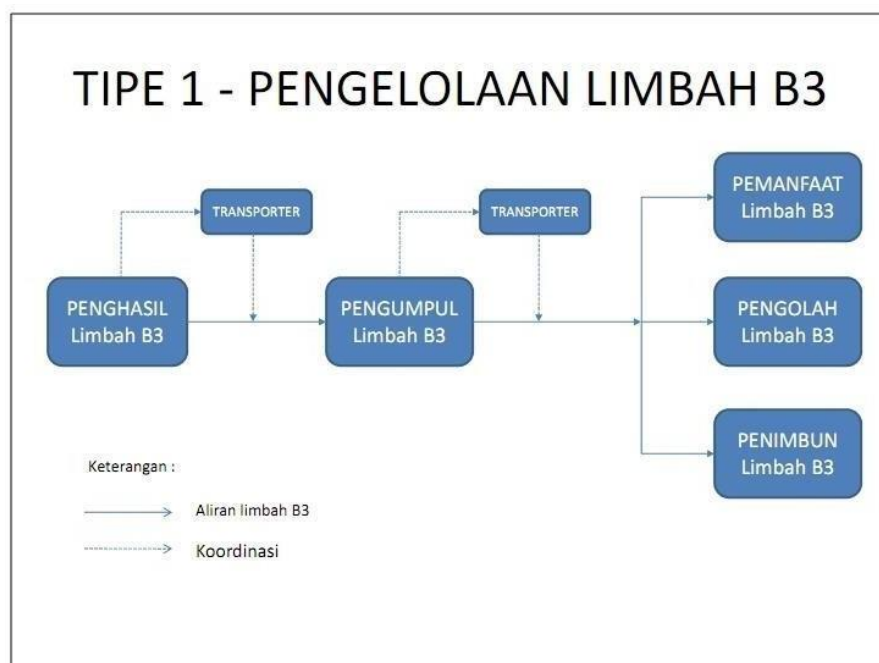 TIPE 1 - PENGELOLAAN LIMBAH B3
TRANSPORTER
TRANSPORTER
PENGHASIL
Limbah B3
PENGUMPUL
Limbah B3
PEMANFAAT
Limbah B3
PENGOLAH
Limbah B3
PENIMBUN
Limbah B3
Keterangan :
Aliran limbah B3
Koordinasi